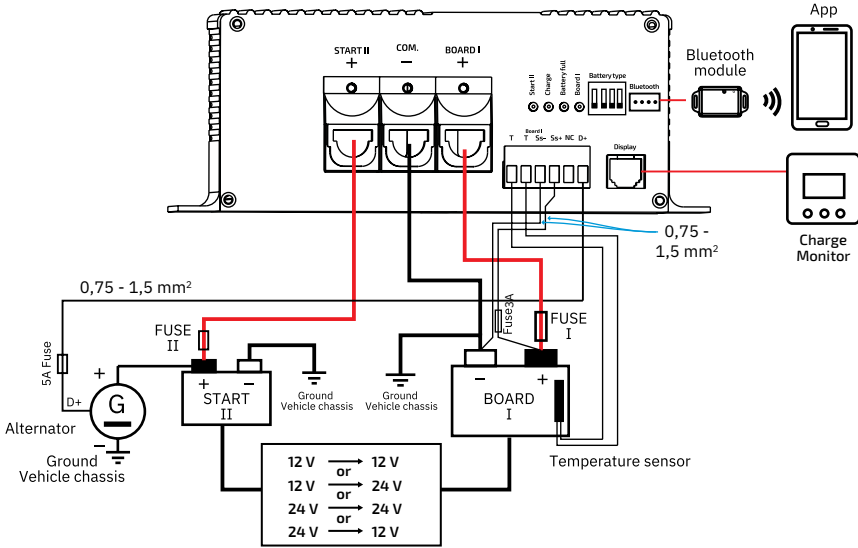 START II
+
COM.
−
BOARD I
+
Start II
Charge
Battery full
Board I
Battery type
Bluetooth
Bluetooth
module
App
Board I
T T Ss- Ss+ NC D+
Display
Charge
Monitor
0,75 -
1,5 mm²
0,75 - 1,5 mm²
5A Fuse
FUSE
II
Fuse3A
FUSE
I
+
D+
G
Alternator
−
Ground
Vehicle chassis
+ −
START
II
Ground
Vehicle chassis
Ground
Vehicle chassis
− +
BOARD
I
Temperature sensor
12 V → 12 V
or
12 V → 24 V
24 V → 24 V
or
24 V → 12 V